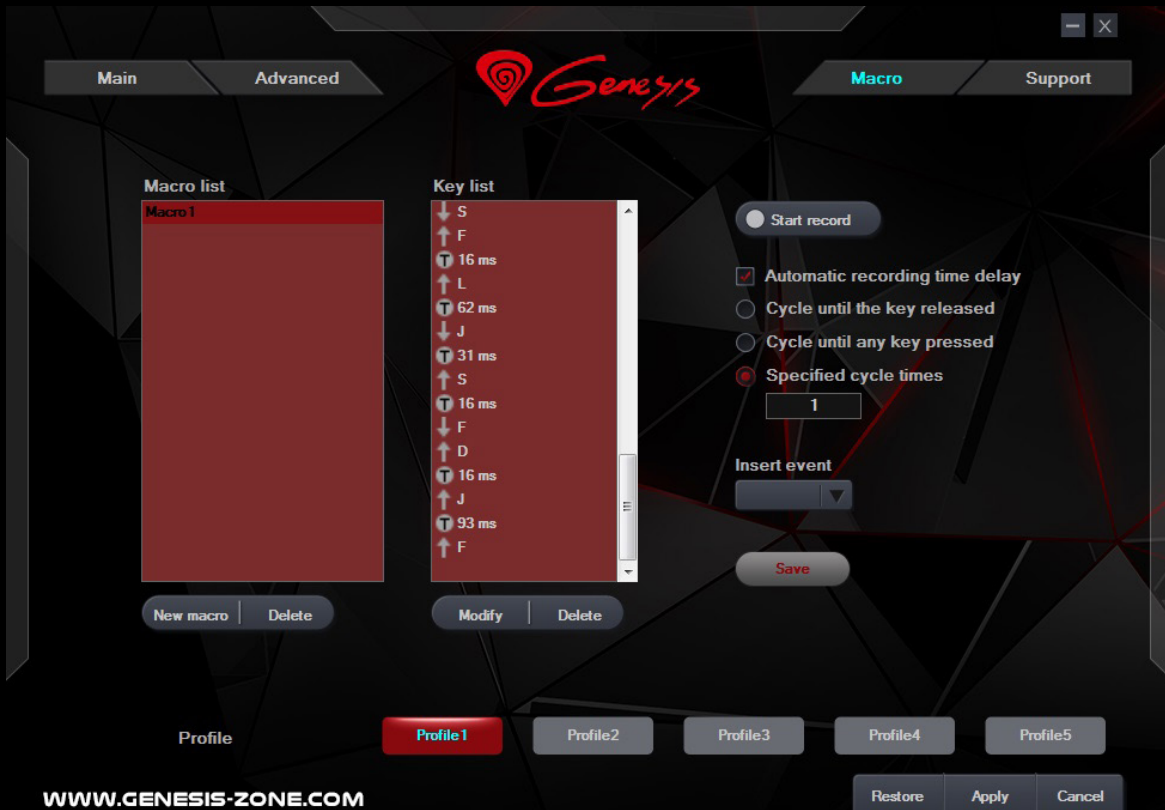 Main
Advanced
Genesis
Macro
Support
Macro list
Macro1
Key list
S
F
T 16 ms
L
T 62 ms
J
T 31 ms
S
T 16 ms
F
D
T 16 ms
J
T 93 ms
F
Start record
Automatic recording time delay
Cycle until the key released
Cycle until any key pressed
Specified cycle times
1
Insert event
Save
New macro
Delete
Modify
Delete
Profile
Profile1
Profile2
Profile3
Profile4
Profile5
WWW.GENESIS-ZONE.COM
Restore
Apply
Cancel